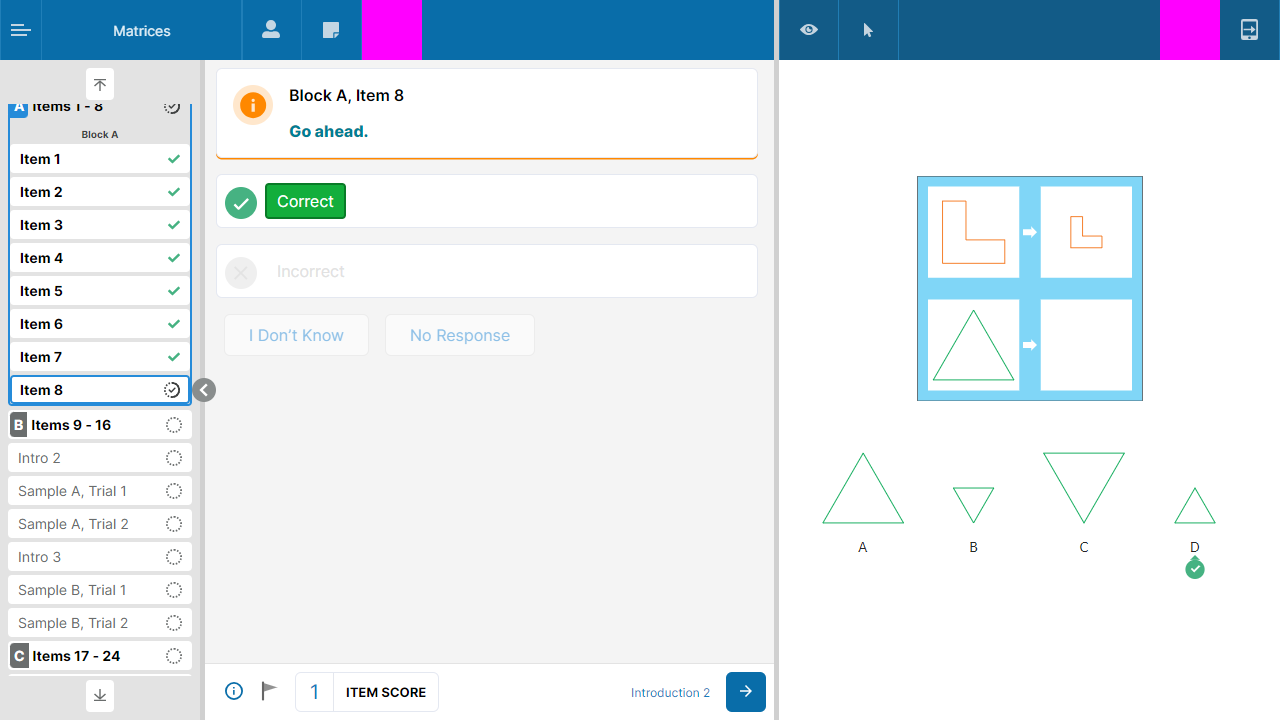 Matrices
A Items 1 - 8
Block A
Item 1
Item 2
Item 3
Item 4
Item 5
Item 6
Item 7
Item 8
B Items 9 - 16
Intro 2
Sample A, Trial 1
Sample A, Trial 2
Intro 3
Sample B, Trial 1
Sample B, Trial 2
C Items 17 - 24
Block A, Item 8
Go ahead.
Correct
Incorrect
I Don't Know
No Response
1 ITEM SCORE
Introduction 2
A B C D